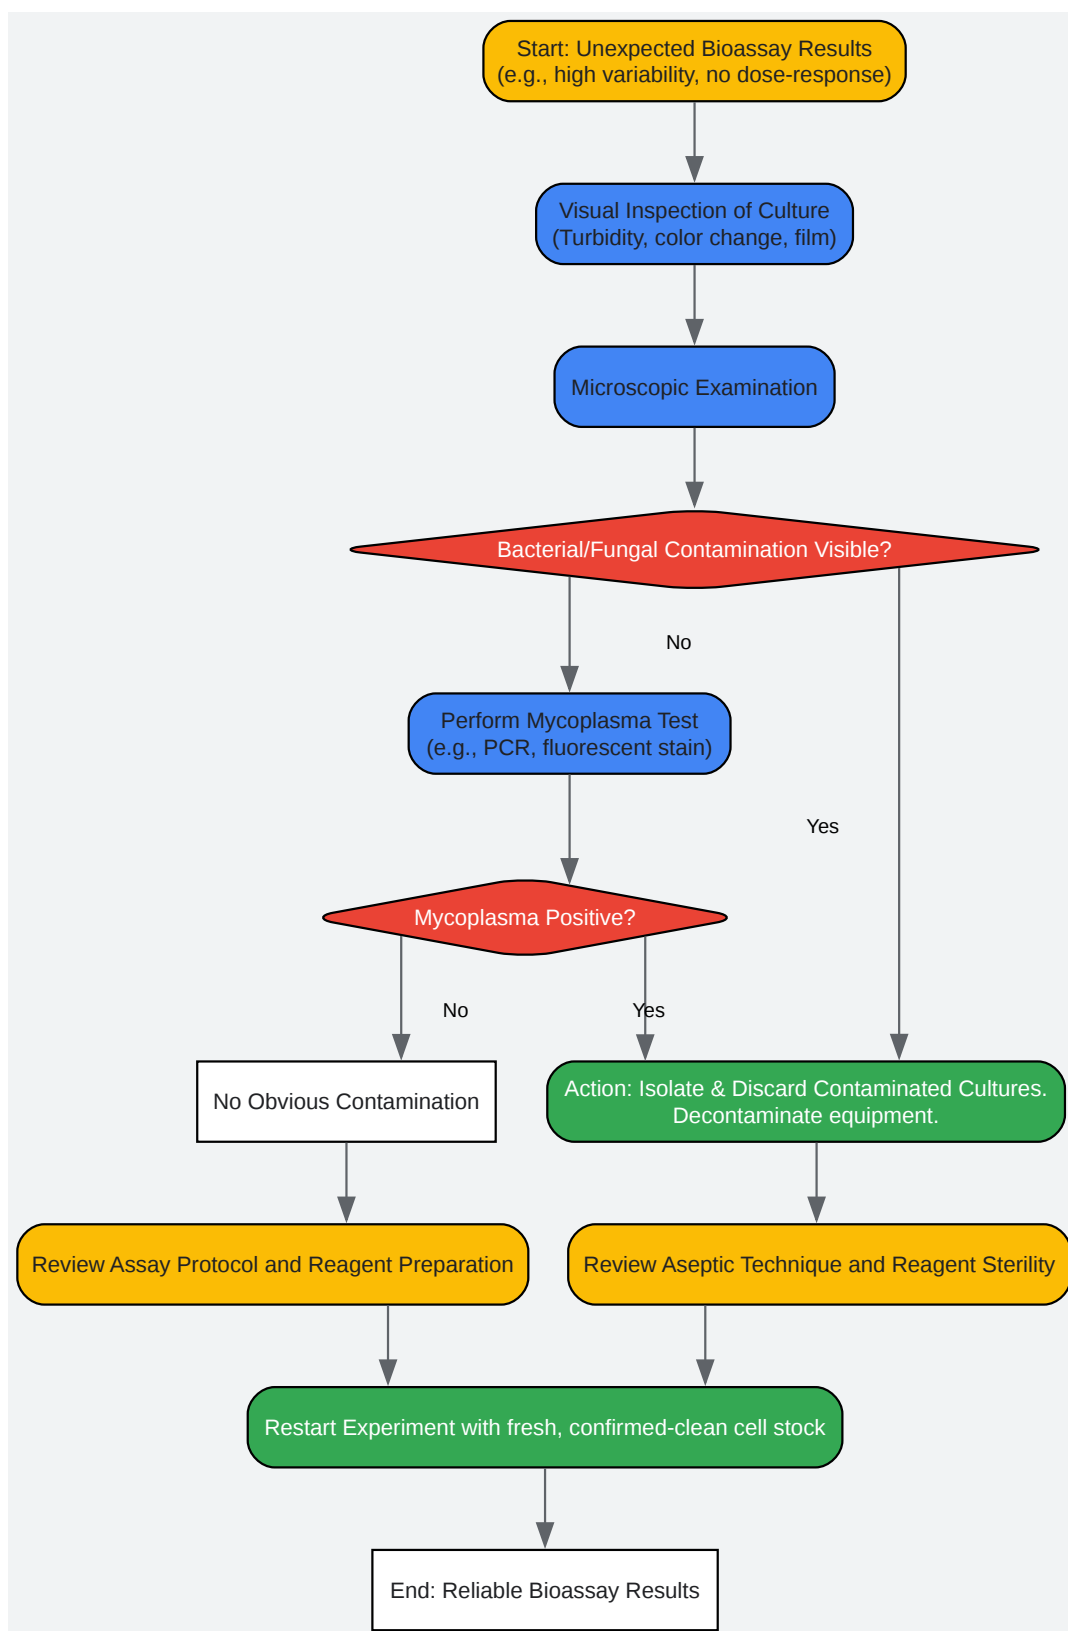 Start: Unexpected Bioassay Results
(e.g., high variability, no dose-response)
Visual Inspection of Culture
(Turbidity, color change, film)
Microscopic Examination
Bacterial/Fungal Contamination Visible?
No
Perform Mycoplasma Test
(e.g., PCR, fluorescent stain)
Yes
Mycoplasma Positive?
No
Yes
No Obvious Contamination
Action: Isolate & Discard Contaminated Cultures.
Decontaminate equipment.
Review Assay Protocol and Reagent Preparation
Review Aseptic Technique and Reagent Sterility
Restart Experiment with fresh, confirmed-clean cell stock
End: Reliable Bioassay Results